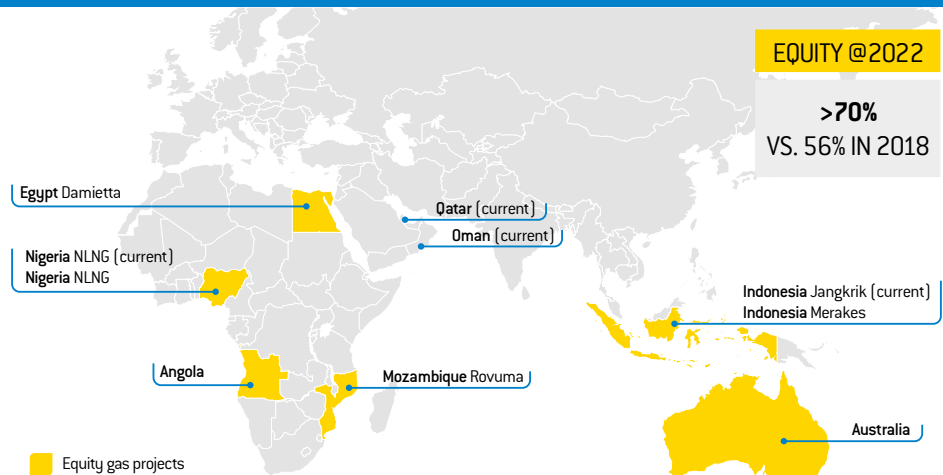 EQUITY @2022
>70%
VS. 56% IN 2018
Egypt Damietta
Qatar (current)
Oman (current)
Nigeria NLNG (current)
Nigeria NLNG
Indonesia Jangkrik (current)
Indonesia Merakes
Angola
Mozambique Rovuma
Australia
Equity gas projects